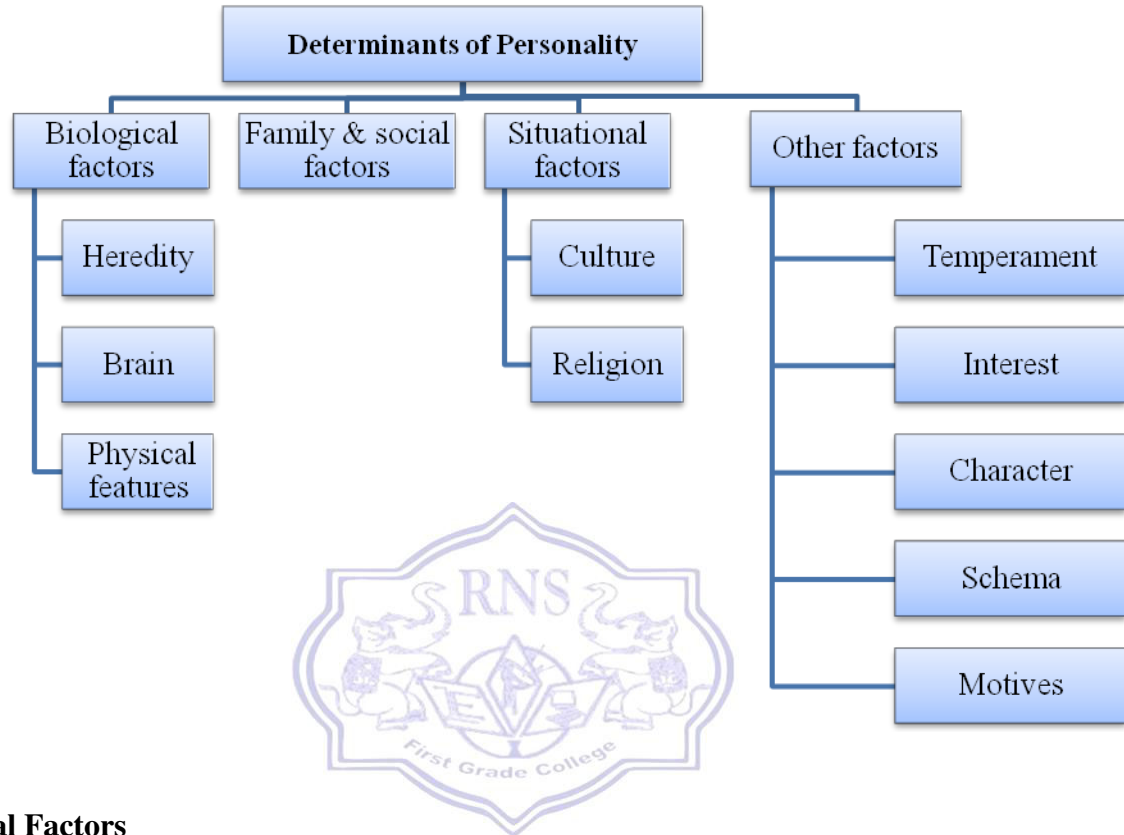 Determinants of Personality
Biological
factors
Family & social
factors
Situational
factors
Other factors
Heredity
Brain
Physical
features
Culture
Religion
Temperament
Interest
Character
Schema
Motives
RNS
First Grade College
al Factors